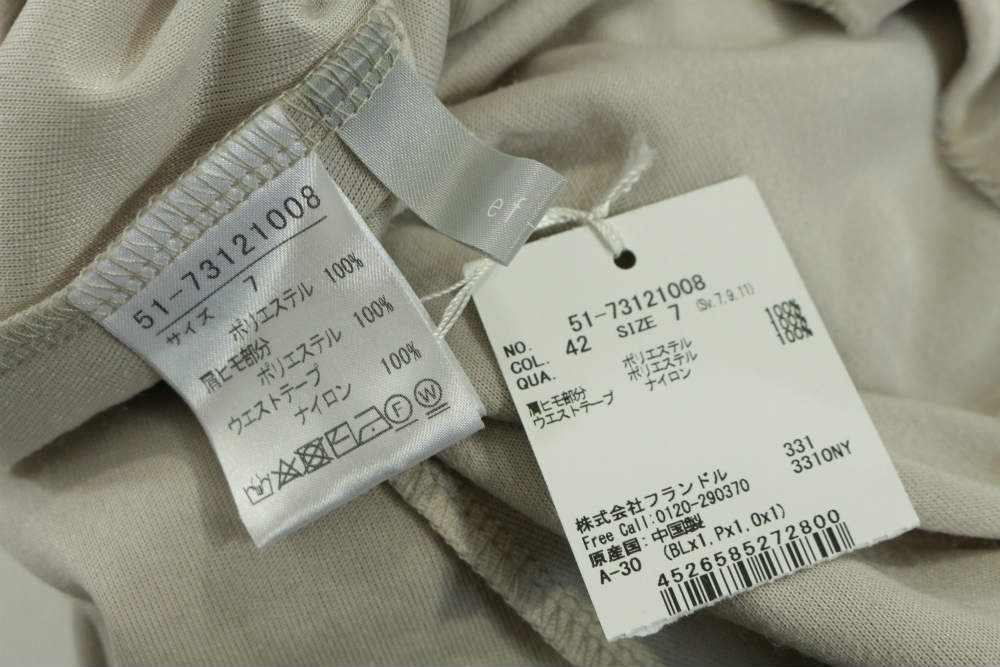 51-73121008
サイズ 7
ポリエステル 100%
肩ヒモ部分
ポリエステル 100%
ウエストテープ
ナイロン 100%
F
W
ef
NO. 51-73121008
COL. 42 SIZE 7 (Sv.7.9.11)
QUA. ポリエステル 100%
肩ヒモ部分 ポリエステル 100%
ウエストテープ ナイロン 100%
331
3310NY
株式会社フランドル
Free Call:0120-290370
原産国: 中国製
A-30 (BLx1.Px1.0x1)
4526585272800